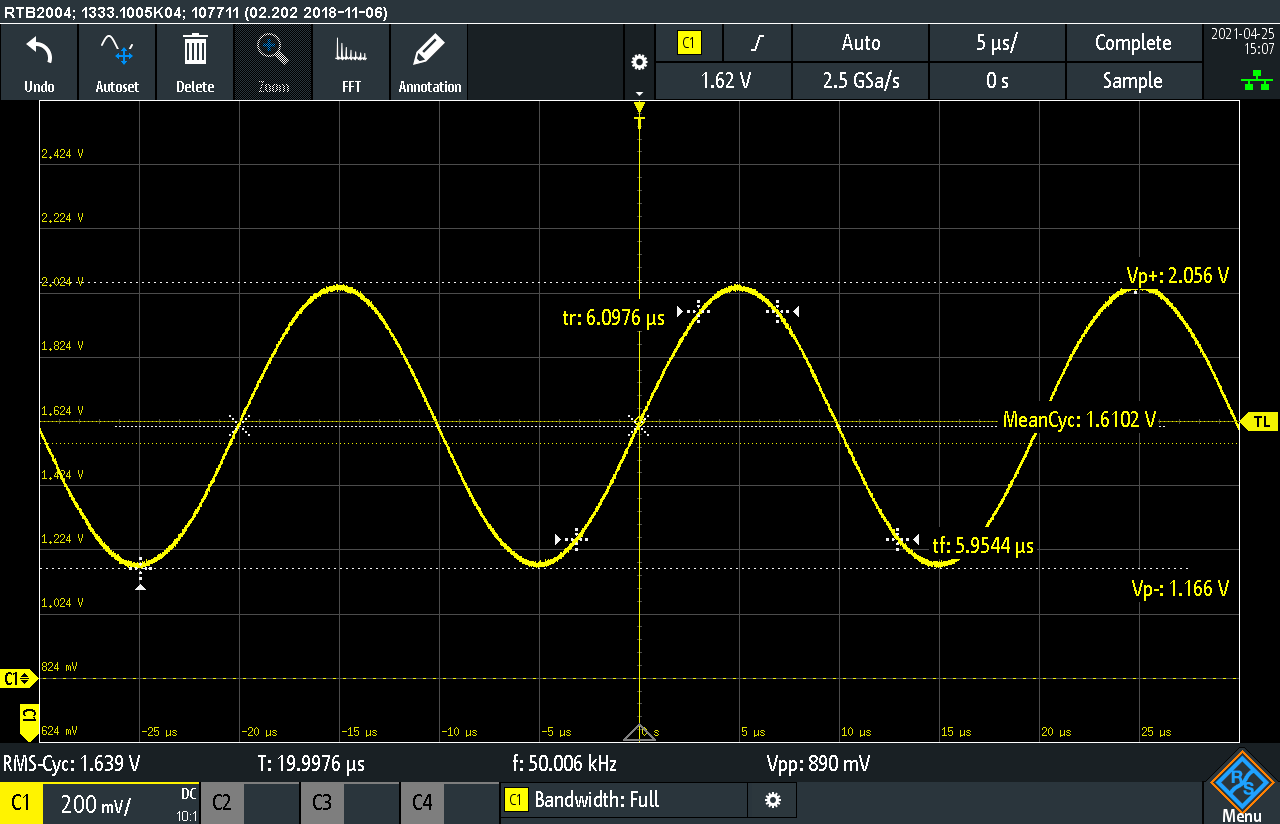 RTB2004; 1333.1005K04; 107711 (02.202 2018-11-06)
Undo Autoset Delete Zoom FFT Annotation
C1 Auto 5 µs/ Complete
1.62 V 2.5 GSa/s 0 s Sample
2021-04-25
15:07
T
2.424 V
2.224 V
Vp+: 2.056 V
2.024 V
tr: 6.0976 µs
1.824 V
1.624 V
MeanCyc: 1.6102 V
TL
1.424 V
1.224 V
tf: 5.9544 µs
Vp-: 1.166 V
1.024 V
824 mV
C1
C1
624 mV
-25 µs -20 µs -15 µs -10 µs -5 µs 0 s 5 µs 10 µs 15 µs 20 µs 25 µs
RMS-Cyc: 1.639 V T: 19.9976 µs f: 50.006 kHz Vpp: 890 mV
C1 200 mV/ DC 10:1 C2 C3 C4 C1 Bandwidth: Full
R S
Menu